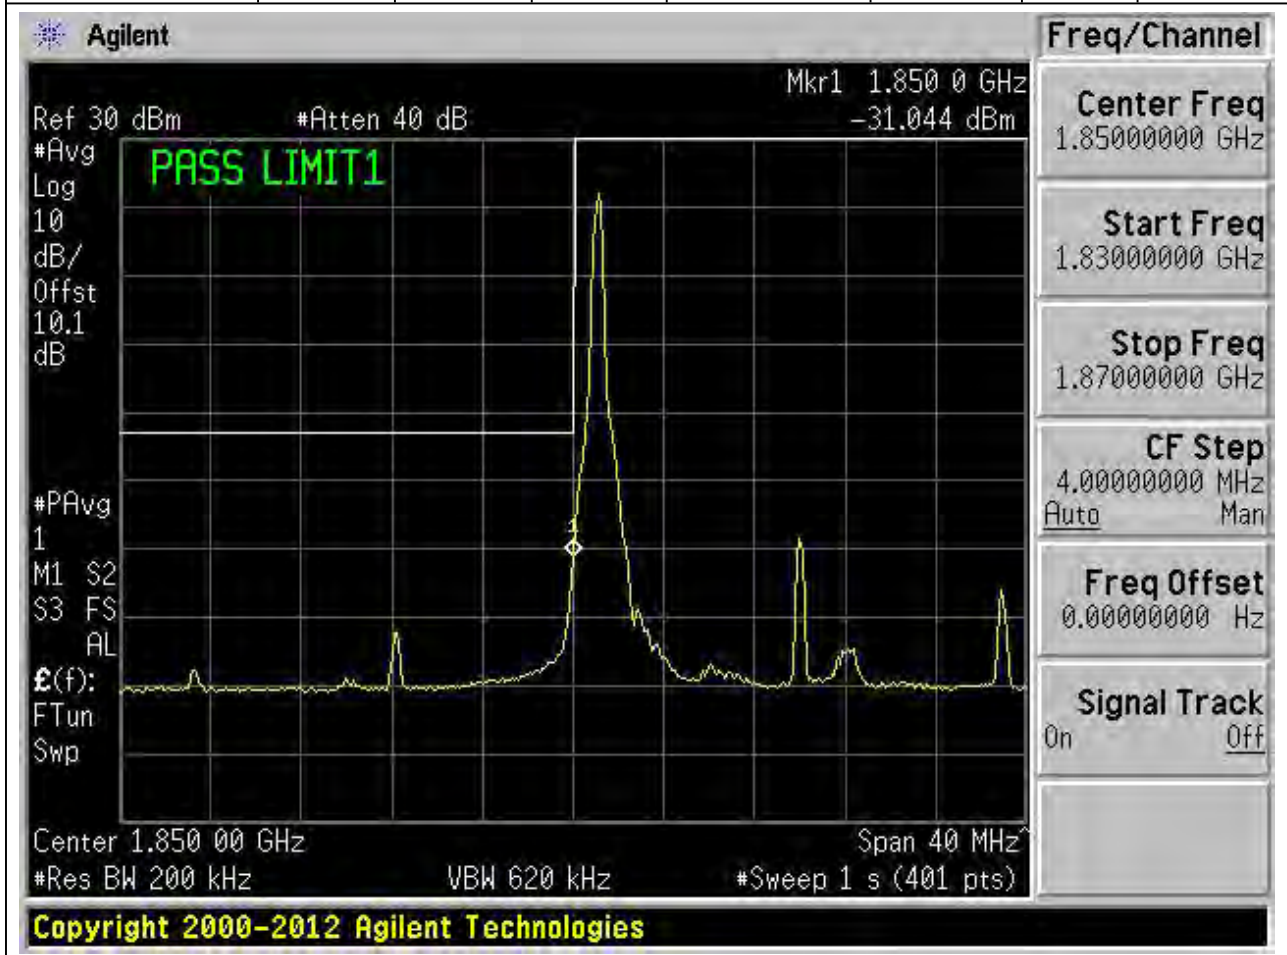 Agilent
Freq/Channel
Mkr1 1.850 0 GHz
Ref 30 dBm #Atten 40 dB -31.044 dBm
#Avg
Log
10
dB/
Offst
10.1
dB
PASS LIMIT1
1
#PAvg
1
M1 S2
S3 FS
AL
£(f):
FTun
Swp
Center 1.850 00 GHz Span 40 MHz^
#Res BW 200 kHz VBW 620 kHz #Sweep 1 s (401 pts)
Center Freq
1.85000000 GHz
Start Freq
1.83000000 GHz
Stop Freq
1.87000000 GHz
CF Step
4.00000000 MHz
Auto Man
Freq Offset
0.00000000 Hz
Signal Track
On Off
Copyright 2000-2012 Agilent Technologies